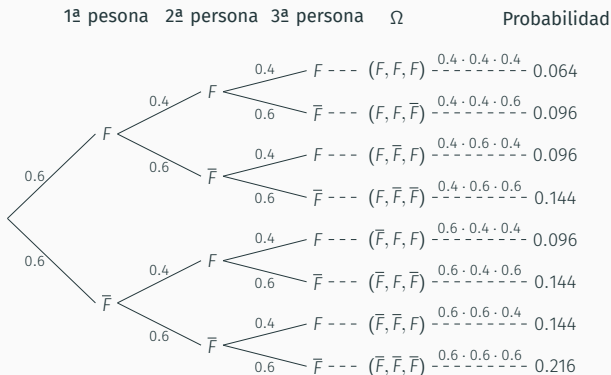 1ª pesona 2ª persona 3ª persona Ω Probabilidad
0.4 F (F, F, F) 0.4 · 0.4 · 0.4 0.064
0.4 F
0.6 F̅ (F, F, F̅) 0.4 · 0.4 · 0.6 0.096
F
0.4 F (F, F̅, F) 0.4 · 0.6 · 0.4 0.096
0.6 F̅
0.6 F̅ (F, F̅, F̅) 0.4 · 0.6 · 0.6 0.144
0.6
0.4 F (F̅, F, F) 0.6 · 0.4 · 0.4 0.096
0.6
0.4 F
0.6 F̅ (F̅, F, F̅) 0.6 · 0.4 · 0.6 0.144
F̅
0.4 F (F̅, F̅, F) 0.6 · 0.6 · 0.4 0.144
0.6 F̅
0.6 F̅ (F̅, F̅, F̅) 0.6 · 0.6 · 0.6 0.216